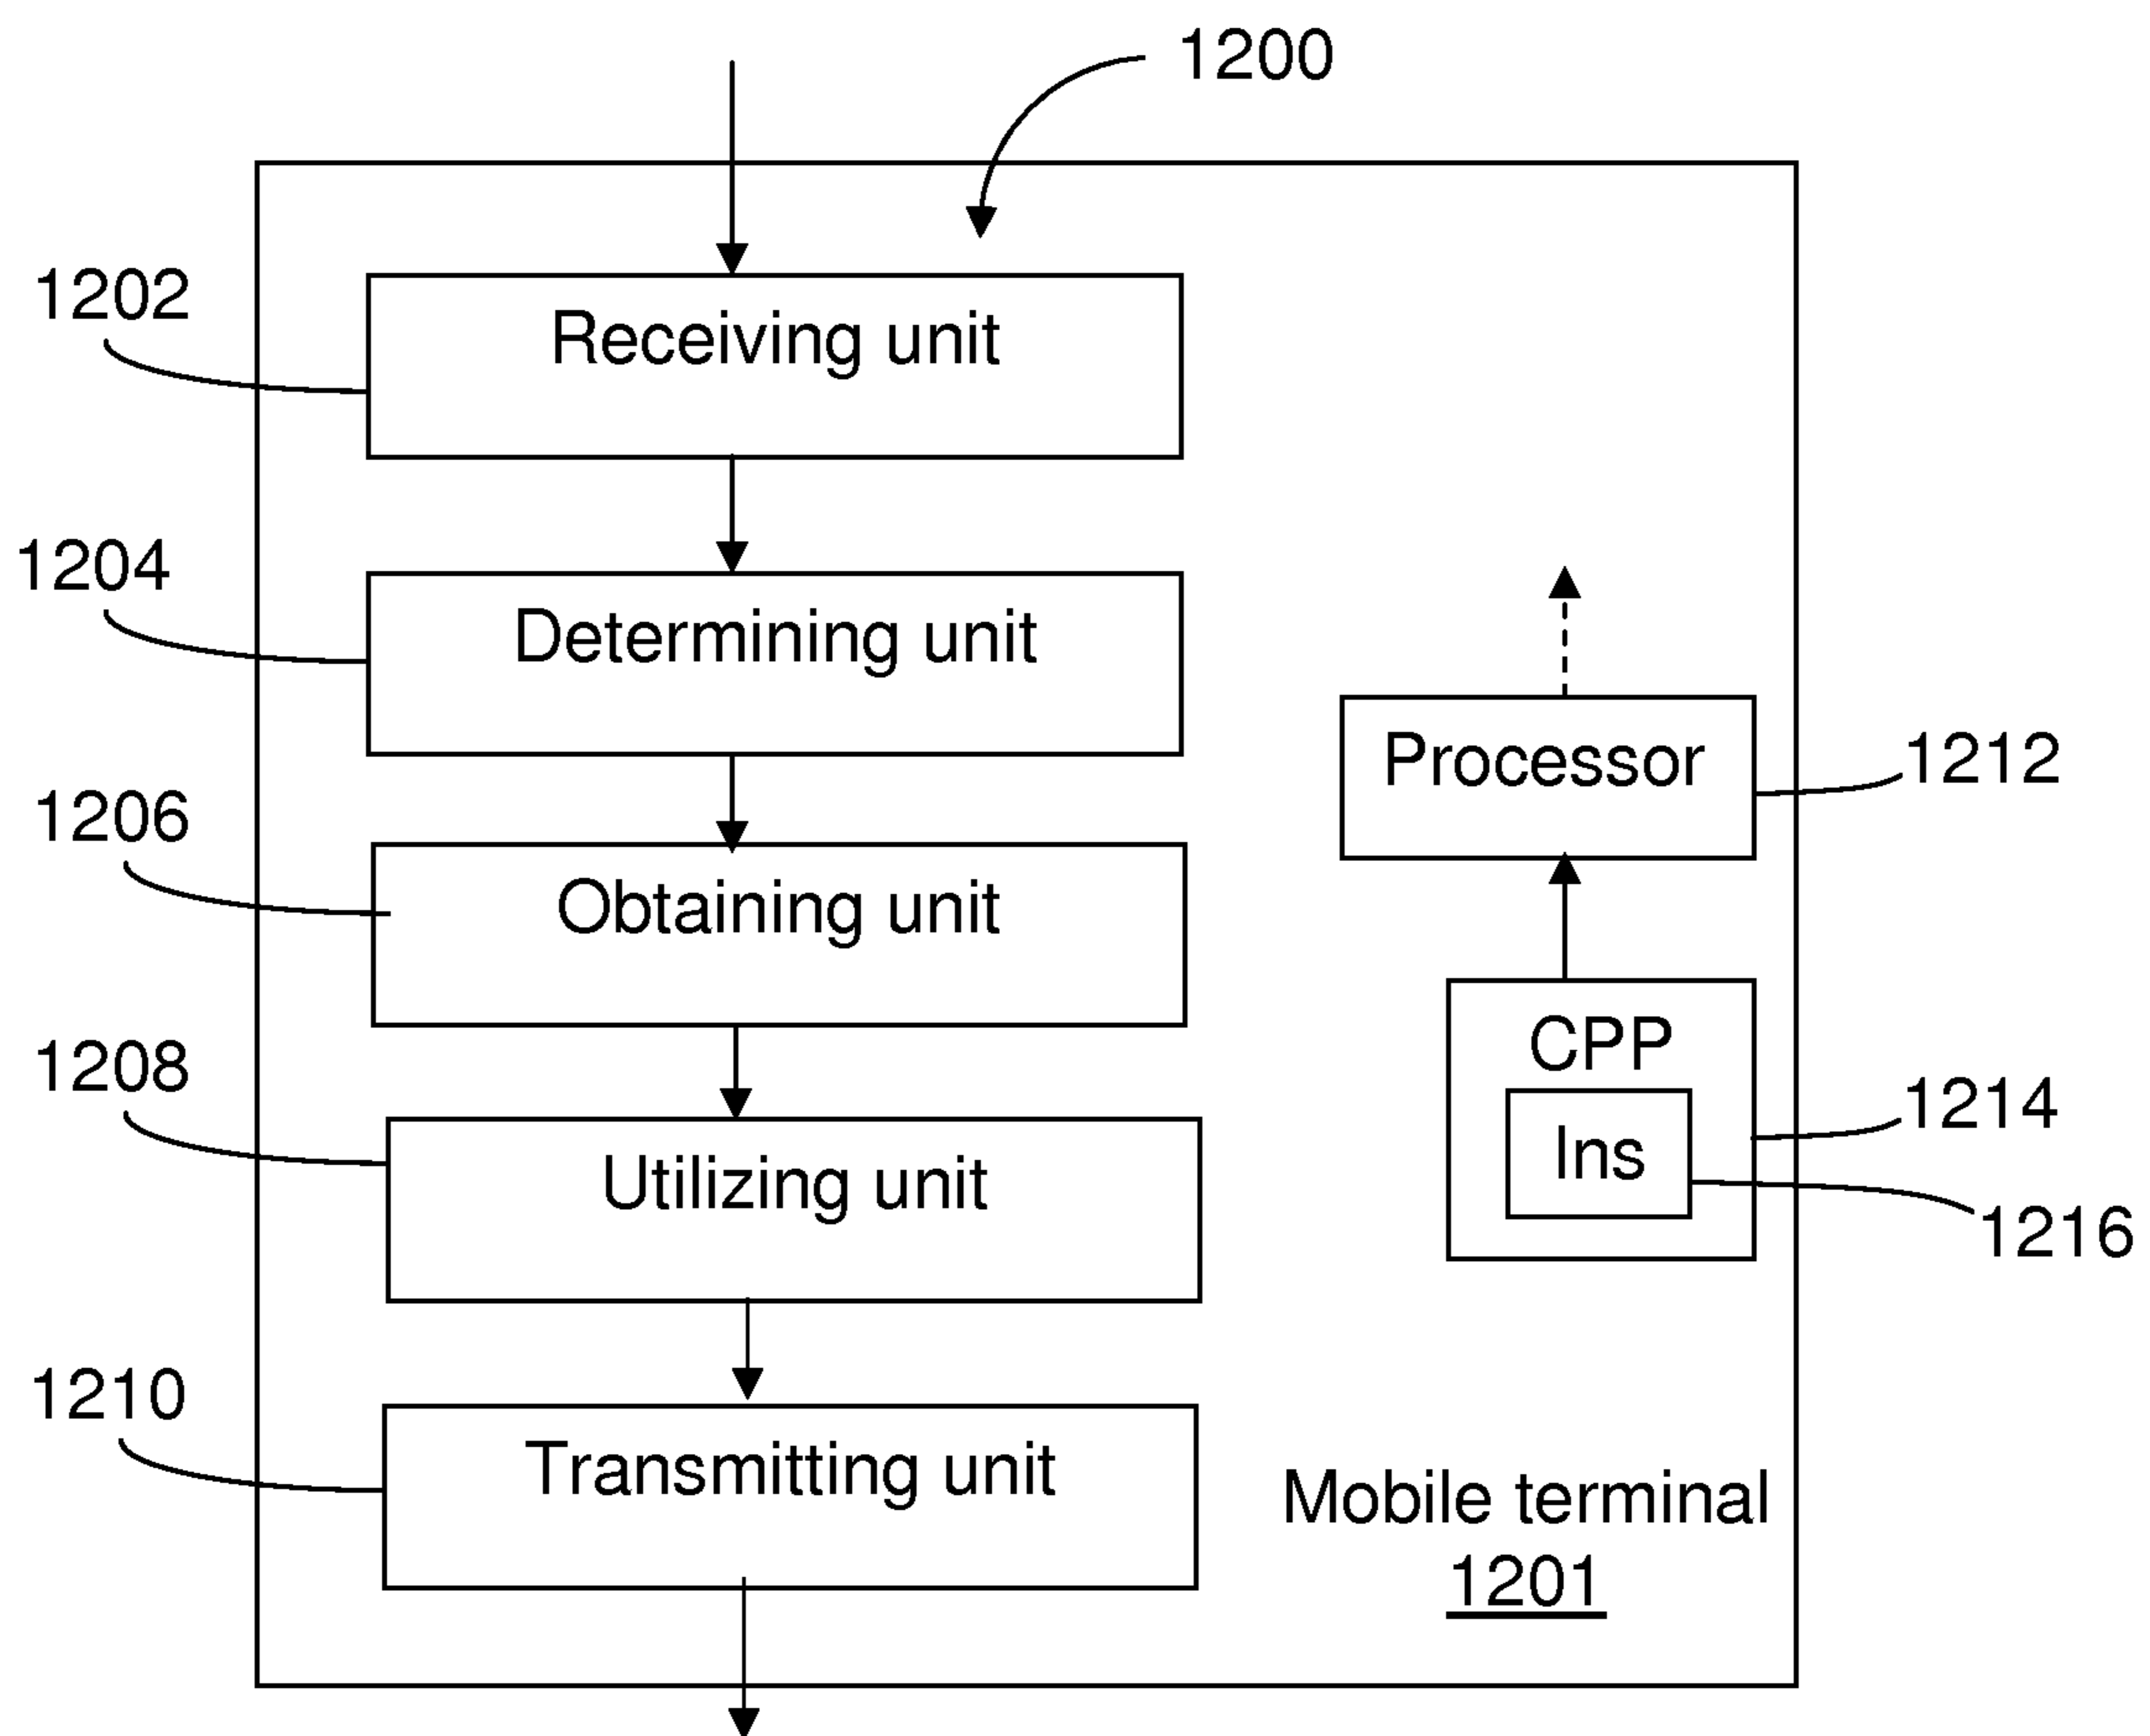 1200
1202
Receiving unit
1204
Determining unit
1206
Obtaining unit
Processor
1212
1208
Utilizing unit
CPP
Ins
1214
1216
1210
Transmitting unit
Mobile terminal
1201